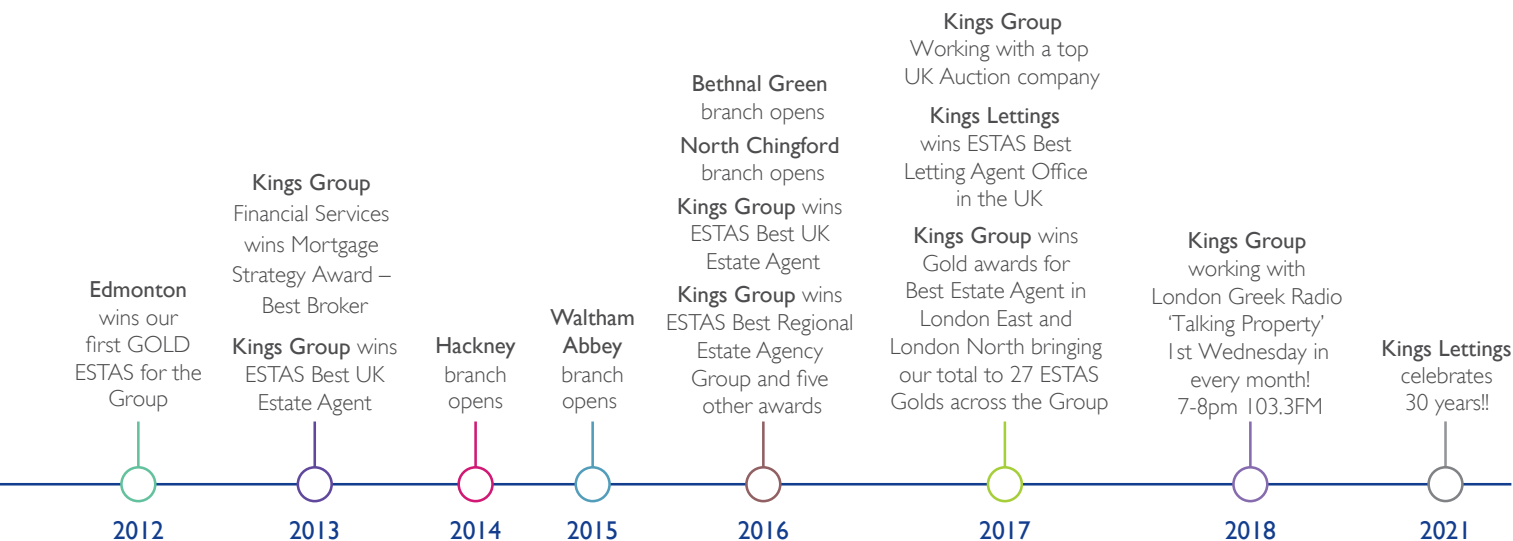 Edmonton
wins our
first GOLD
ESTAS for the
Group
2012
Kings Group
Financial Services
wins Mortgage
Strategy Award –
Best Broker
Kings Group wins
ESTAS Best UK
Estate Agent
2013
Hackney
branch
opens
2014
Waltham
Abbey
branch
opens
2015
Bethnal Green
branch opens
North Chingford
branch opens
Kings Group wins
ESTAS Best UK
Estate Agent
Kings Group wins
ESTAS Best Regional
Estate Agency
Group and five
other awards
2016
Kings Group
Working with a top
UK Auction company
Kings Lettings
wins ESTAS Best
Letting Agent Office
in the UK
Kings Group wins
Gold awards for
Best Estate Agent in
London East and
London North bringing
our total to 27 ESTAS
Golds across the Group
2017
Kings Group
working with
London Greek Radio
‘Talking Property’
1st Wednesday in
every month!
7-8pm 103.3FM
2018
Kings Lettings
celebrates
30 years!!
2021